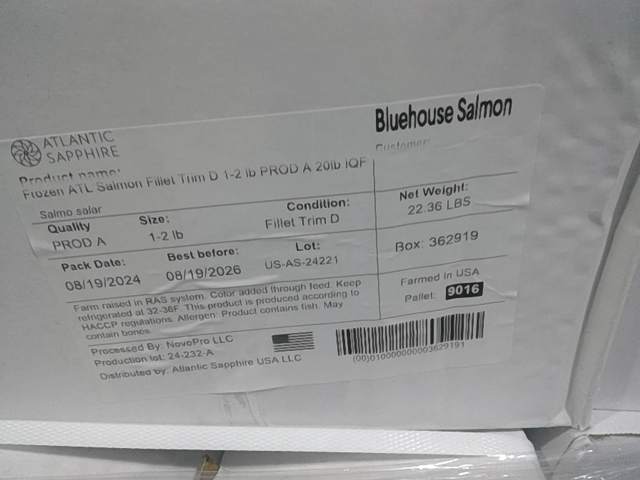 ATLANTIC
SAPPHIRE
Bluehouse Salmon
Product name:
Customer:
Frozen ATL Salmon Fillet Trim D 1-2 lb PROD A 20lb IQF
Salmo salar
Quality
Size:
Condition:
Net Weight:
PROD A
1-2 lb
Fillet Trim D
22.36 LBS
Pack Date:
Best before:
Lot:
Box: 362919
08/19/2024
08/19/2026
US-AS-24221
Farm raised in RAS system. Color added through feed. Keep
refrigerated at 32-36F. This product is produced according to
HACCP regulations. Allergen: Product contains fish. May
contain bones.
Farmed in USA
Pallet: 9016
Processed By: NovoPro LLC
Production lot: 24-232-A
Distributed by: Atlantic Sapphire USA LLC
(00)010000000003629191